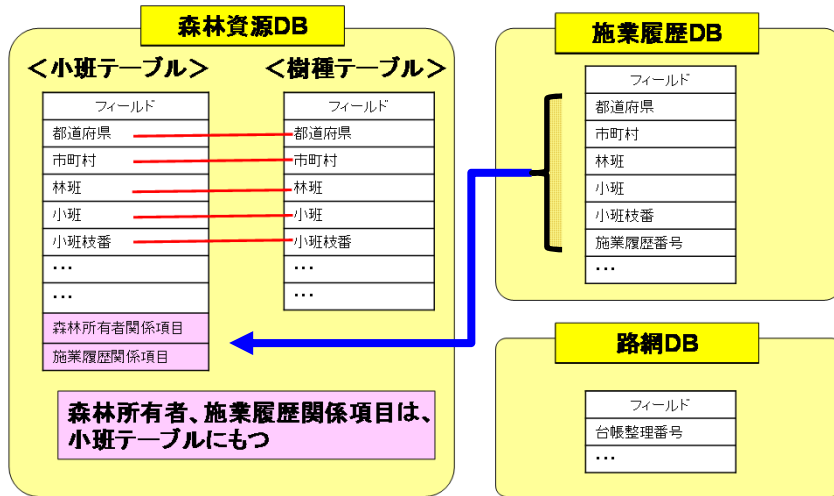 森林資源DB
<小班テーブル>
フィールド
都道府県
市町村
林班
小班
小班枝番
･･･
･･･
森林所有者関係項目
施業履歴関係項目
<樹種テーブル>
フィールド
都道府県
市町村
林班
小班
小班枝番
･･･
･･･
森林所有者、施業履歴関係項目は、
小班テーブルにもつ
施業履歴DB
フィールド
都道府県
市町村
林班
小班
小班枝番
施業履歴番号
･･･
路網DB
フィールド
台帳整理番号
･･･